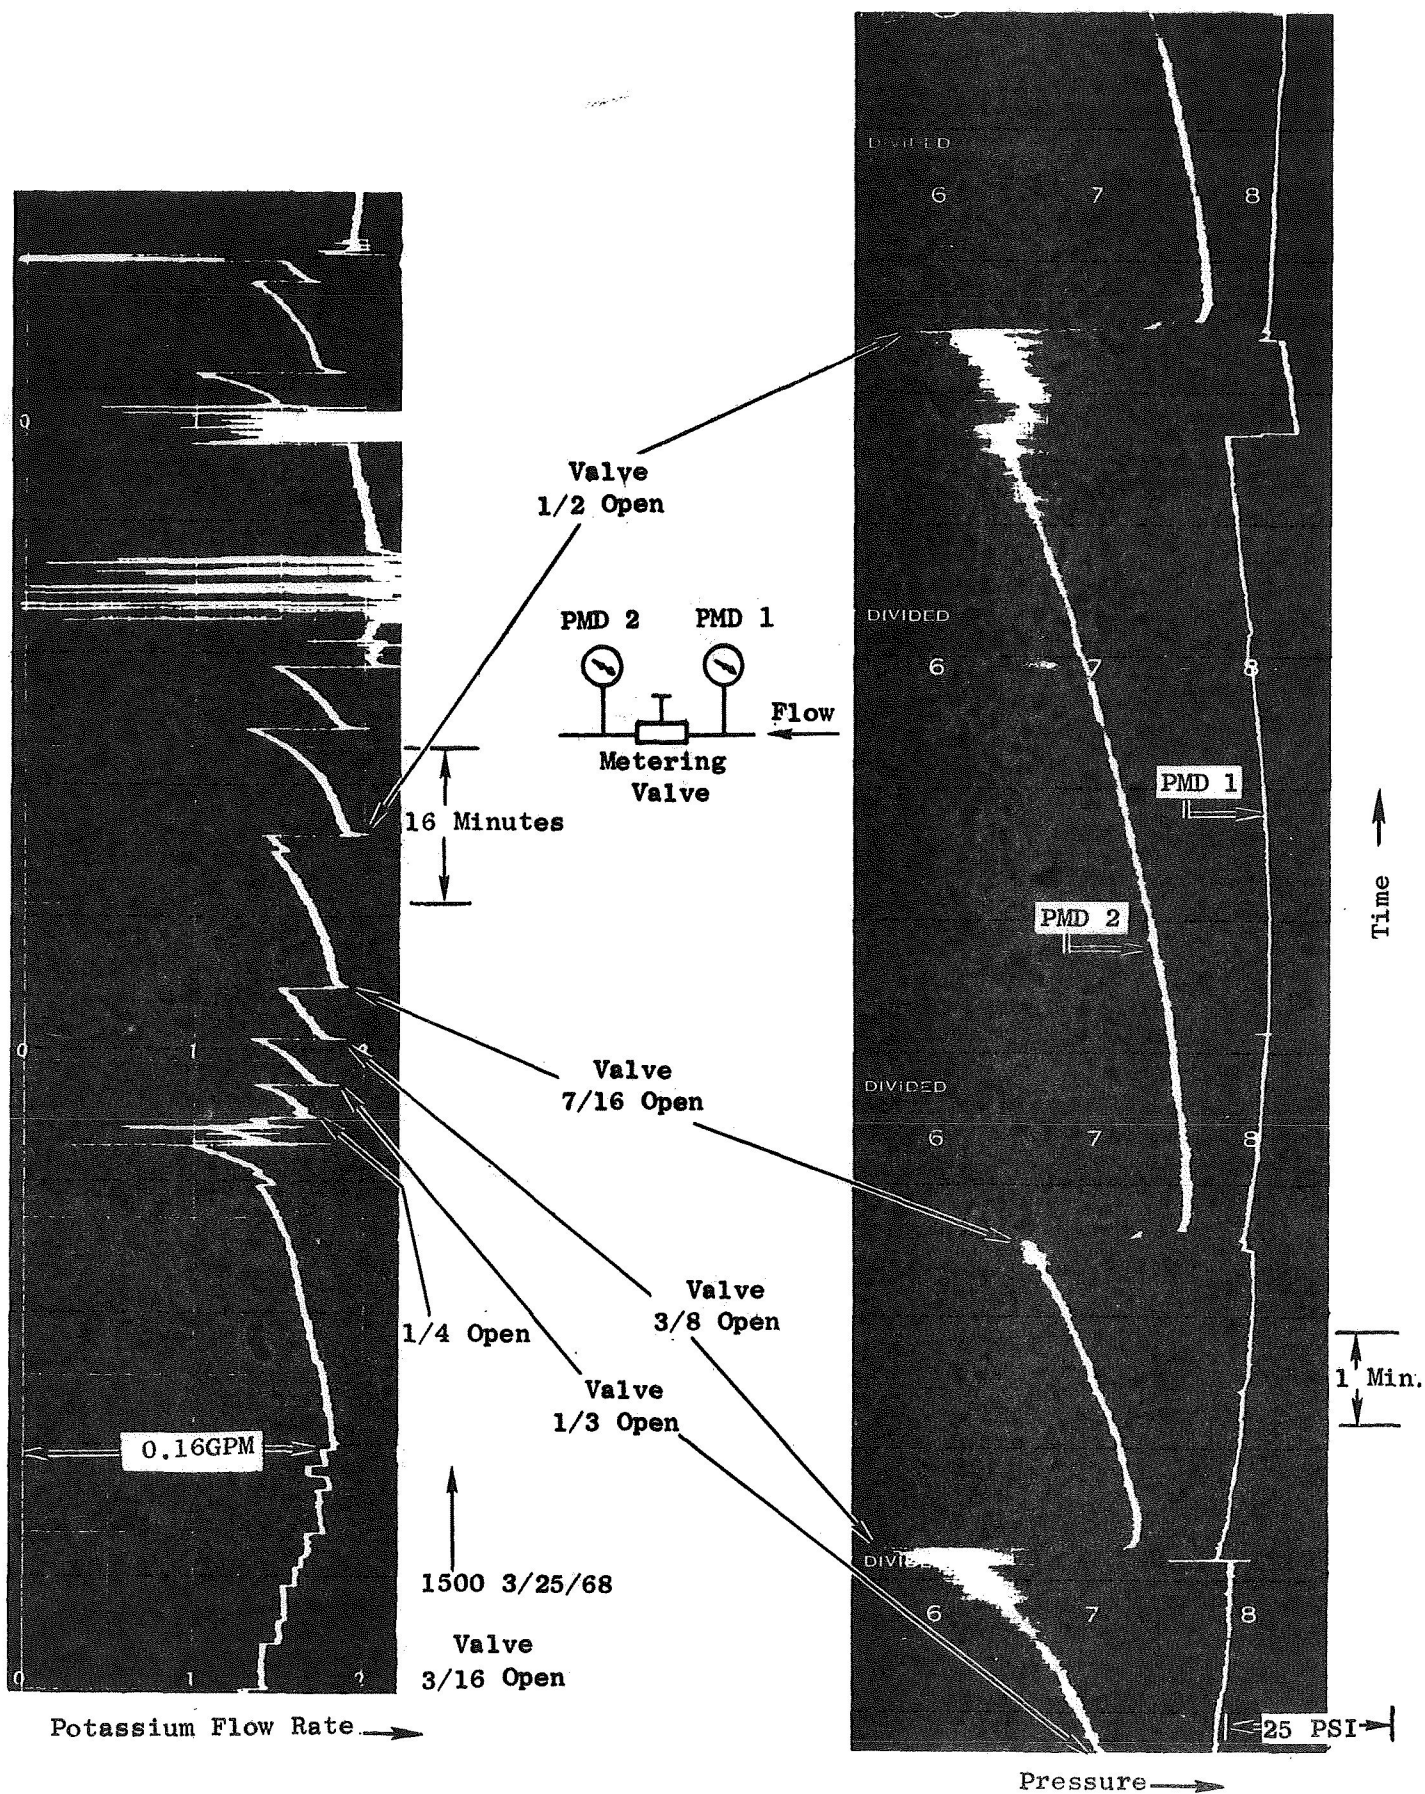 DIVIDED
6 7 8
0
Valve
1/2 Open
PMD 2 PMD 1
DIVIDED
6 7 8
Flow
Metering
Valve
PMD 1
16 Minutes
Time
PMD 2
0 1 2
Valve
7/16 Open
DIVIDED
6 7 8
Valve
3/8 Open
1/4 Open
1 Min.
Valve
1/3 Open
0.16GPM
DIVIDED
1500 3/25/68
6 7 8
Valve
3/16 Open
0 1 2
Potassium Flow Rate
25 PSI
Pressure